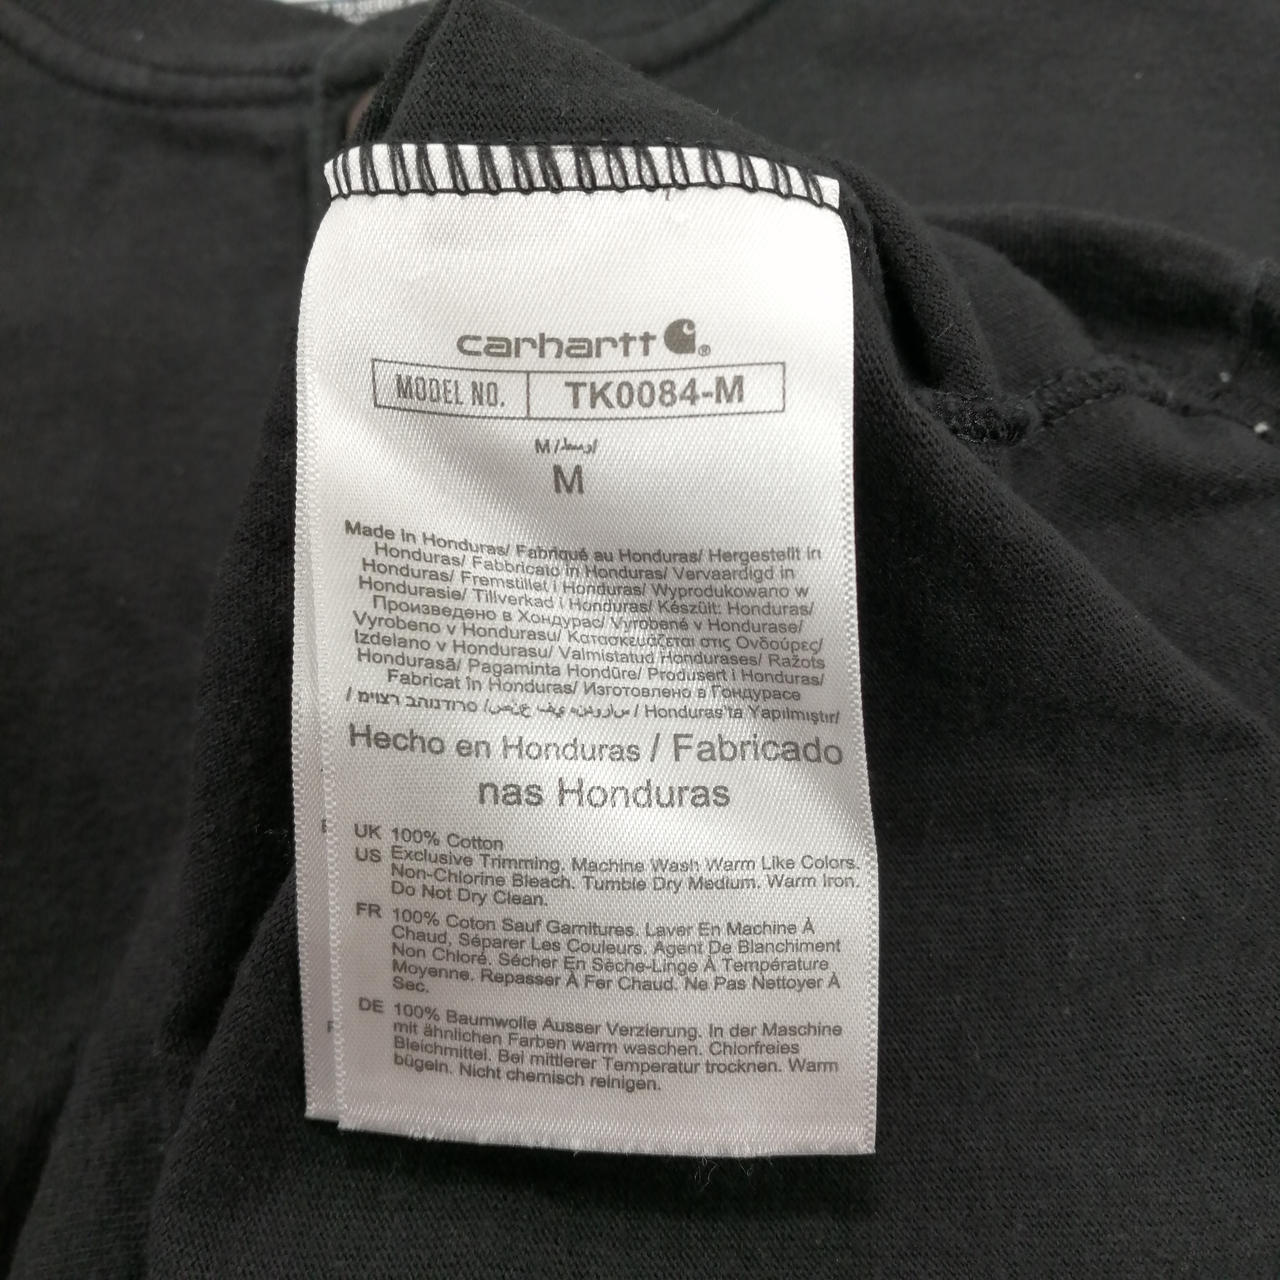 carhartt ®
MODEL NO. TK0084-M
M/وسط/
M
Made in Honduras/ Fabriqué au Honduras/ Hergestellt in
Honduras/ Fabbricato in Honduras/ Vervaardigd in
Honduras/ Fremstillet i Honduras/ Wyprodukowano w
Hondurasie/ Tillverkad i Honduras/ Készült: Honduras/
Произведено в Хондурас/ Vyrobené v Hondurase/
Vyrobeno v Hondurasu/ Κατασκευάζεται στις Ονδούρες/
Izdelano v Hondurasu/ Valmistatud Hondurases/ Ražots
Hondurasā/ Pagaminta Hondūre/ Produsert i Honduras/
Fabricat în Honduras/ Изготовлено в Гондурасе
/ Honduras'ta Yapılmıştır/
Hecho en Honduras / Fabricado
nas Honduras
UK 100% Cotton
US Exclusive Trimming. Machine Wash Warm Like Colors.
Non-Chlorine Bleach. Tumble Dry Medium. Warm Iron.
Do Not Dry Clean.
FR 100% Coton Sauf Garnitures. Laver En Machine À
Chaud, Séparer Les Couleurs. Agent De Blanchiment
Non Chloré. Sécher En Sèche-Linge À Température
Moyenne. Repasser À Fer Chaud. Ne Pas Nettoyer À
Sec.
DE 100% Baumwolle Ausser Verzierung. In der Maschine
mit ähnlichen Farben warm waschen. Chlorfreies
Bleichmittel. Bei mittlerer Temperatur trocknen. Warm
bügeln. Nicht chemisch reinigen.